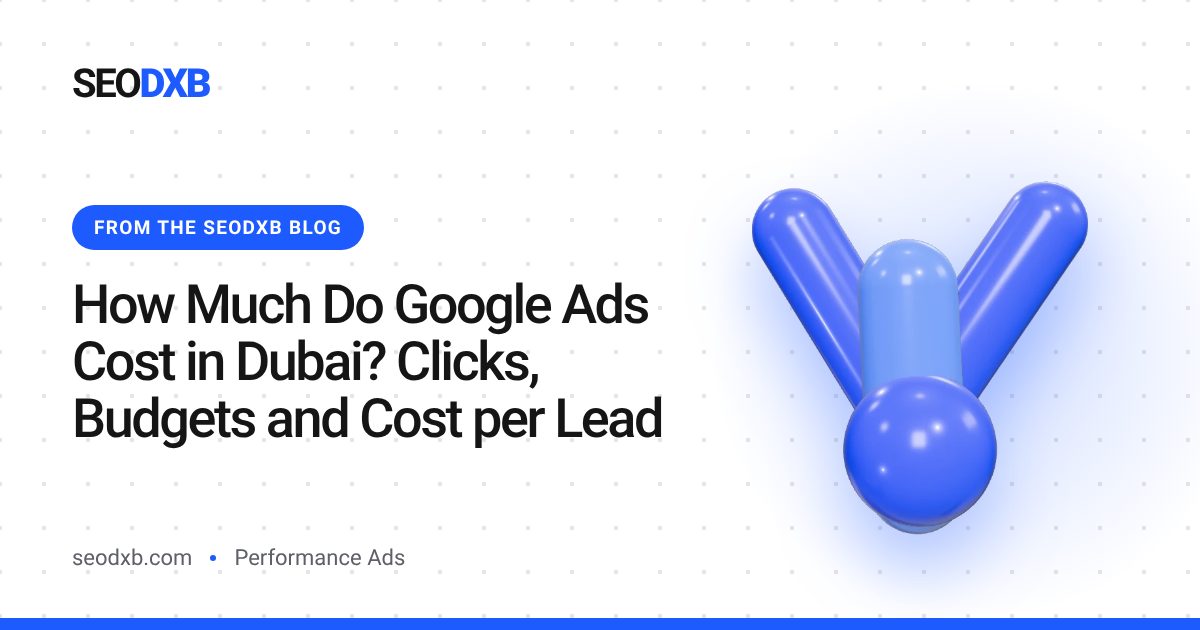 SEODXB
FROM THE SEODXB BLOG
How Much Do Google Ads
Cost in Dubai? Clicks,
Budgets and Cost per Lead
seodxb.com • Performance Ads